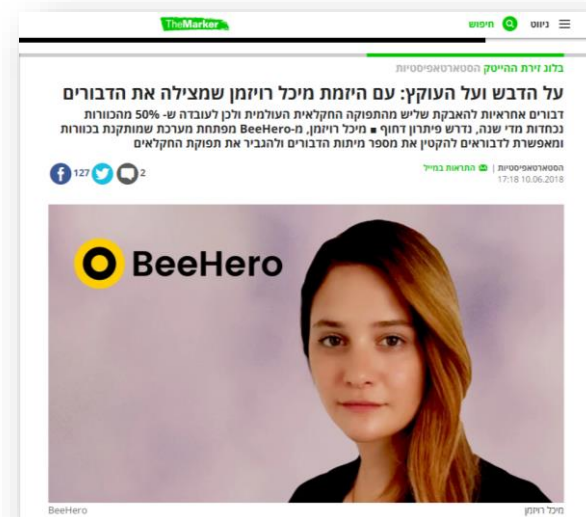 TheMarker
ניווט
חיפוש
בלוג זירת ההייטק הסטארטאפיסטיות
על הדבש ועל העוקץ: עם היזמת מיכל רויזמן שמצילה את הדבורים
דבורים אחראיות להאבקת שליש מהתפוקה החקלאית העולמית ולכן לעובדה ש- 50% מהכוורות
נכחדות מדי שנה, נדרש פיתרון דחוף ■ מיכל רויזמן, מ-BeeHero מפתחת מערכת שמותקנת בכוורות
ומאפשרת לדבוראים להקטין את מספר מיתות הדבורים ולהגביר את תפוקת החקלאים
הסטארטאפיסטיות | התראות במייל
17:18 10.06.2018
127
2
BeeHero
מיכל רויזמן
BeeHero